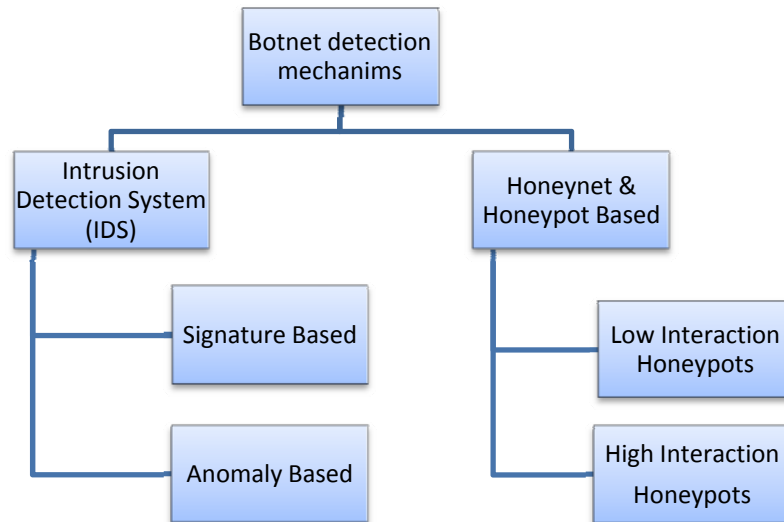 Botnet detection
mechanims
Intrusion
Detection System
(IDS)
Honeynet &
Honeypot Based
Signature Based
Low Interaction
Honeypots
Anomaly Based
High Interaction
Honeypots